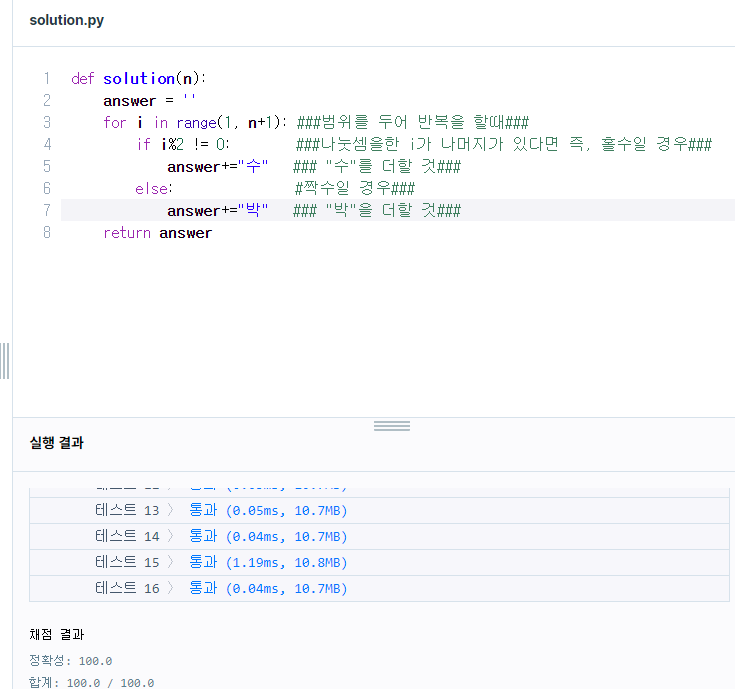 solution.py
1 def solution(n):
2 answer = ''
3 for i in range(1, n+1): ###범위를 두어 반복을 할때###
4 if i%2 != 0: ###나눗셈을한 i가 나머지가 있다면 즉, 홀수일 경우###
5 answer+="수" ### "수"를 더할 것###
6 else: #짝수일 경우###
7 answer+="박" ### "박"을 더할 것###
8 return answer
실행 결과
테스트 13 〉 통과 (0.05ms, 10.7MB)
테스트 14 〉 통과 (0.04ms, 10.7MB)
테스트 15 〉 통과 (1.19ms, 10.8MB)
테스트 16 〉 통과 (0.04ms, 10.7MB)
채점 결과
정확성: 100.0
합계: 100.0 / 100.0